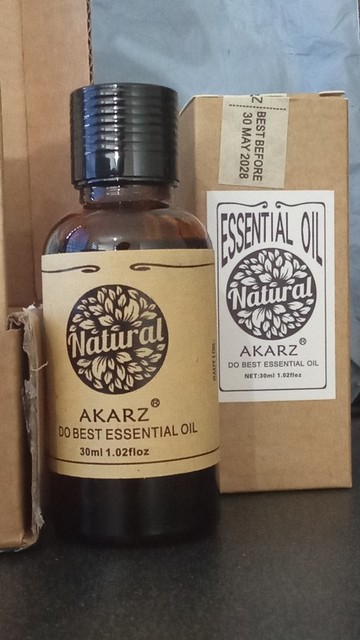 Natural
AKARZ®
DO BEST ESSENTIAL OIL
30ml 1.02floz
BEST BEFORE
30 MAY 2028
ESSENTIAL OIL
Natural
AKARZ®
DO BEST ESSENTIAL OIL
NET:30ml 1.02floz